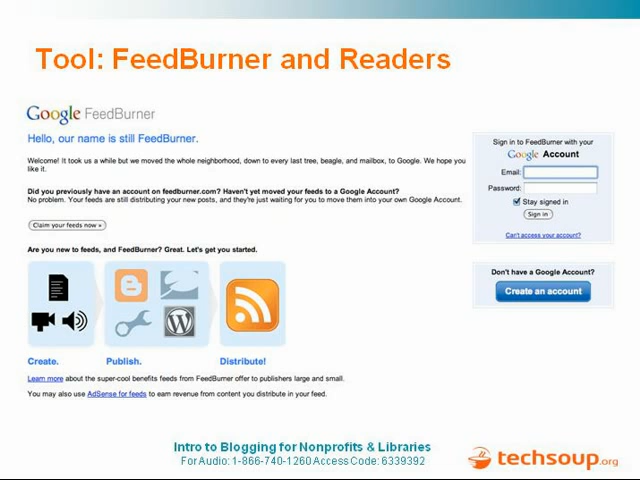 Tool: FeedBurner and Readers
Google FeedBurner
Hello, our name is still FeedBurner.
Welcome! It took us a while but we moved the whole neighborhood, down to every last tree, beagle, and mailbox, to Google. We hope you
like it.
Did you previously have an account on feedburner.com? Haven't yet moved your feeds to a Google Account?
No problem. Your feeds are still distributing your new posts, and they're just waiting for you to move them into your own Google Account.
Claim your feeds now »
Are you new to feeds, and FeedBurner? Great. Let's get you started.
Create. Publish. Distribute!
Learn more about the super-cool benefits feeds from FeedBurner offer to publishers large and small.
You may also use AdSense for feeds to earn revenue from content you distribute in your feed.
Sign in to FeedBurner with your
Google Account
Email:
Password:
Stay signed in
Sign in
Can't access your account?
Don't have a Google Account?
Create an account
Intro to Blogging for Nonprofits & Libraries
For Audio: 1-866-740-1260 Access Code: 6339392
techsoup.org